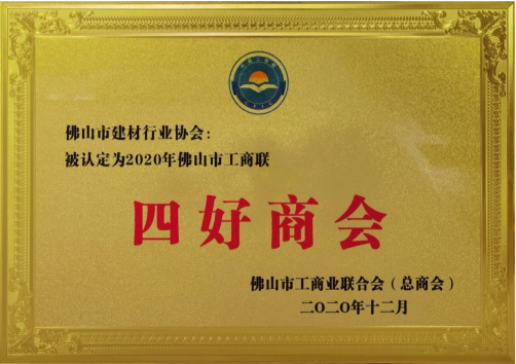 佛山市建材行业协会：
被认定为2020年佛山市工商联
四好商会
佛山市工商业联合会（总商会）
二〇二〇年十二月